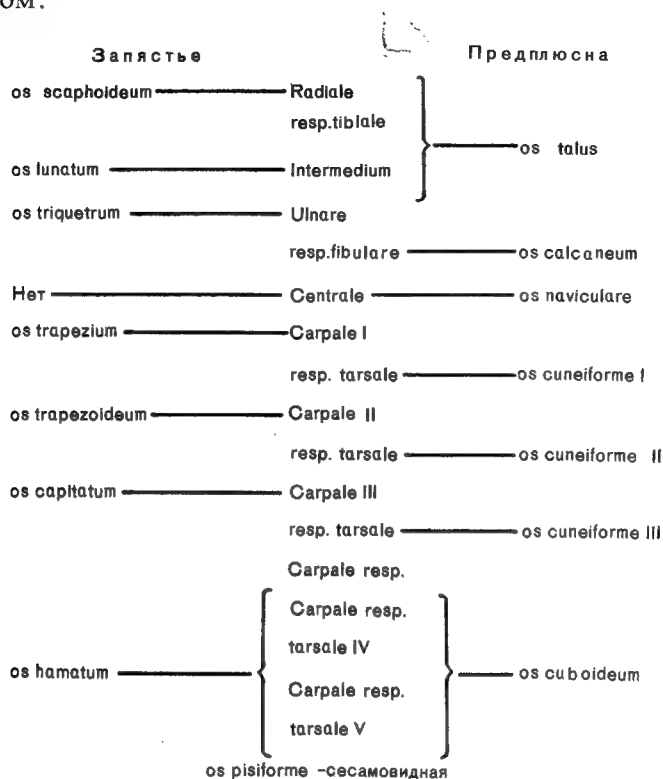 ом.
Запястье Предплюсна
os scaphoideum Radiale
resp.tibiale
os talus
os lunatum Intermedium
os triquetrum Ulnare
resp.fibulare os calcaneum
Нет Centrale os naviculare
os trapezium Carpale I
resp. tarsale os cuneiforme I
os trapezoideum Carpale II
resp. tarsale os cuneiforme II
os capitatum Carpale III
resp. tarsale os cuneiforme III
Carpale resp.
Carpale resp.
tarsale IV
os hamatum os cuboideum
Carpale resp.
tarsale V
os pisiforme -сесамовидная